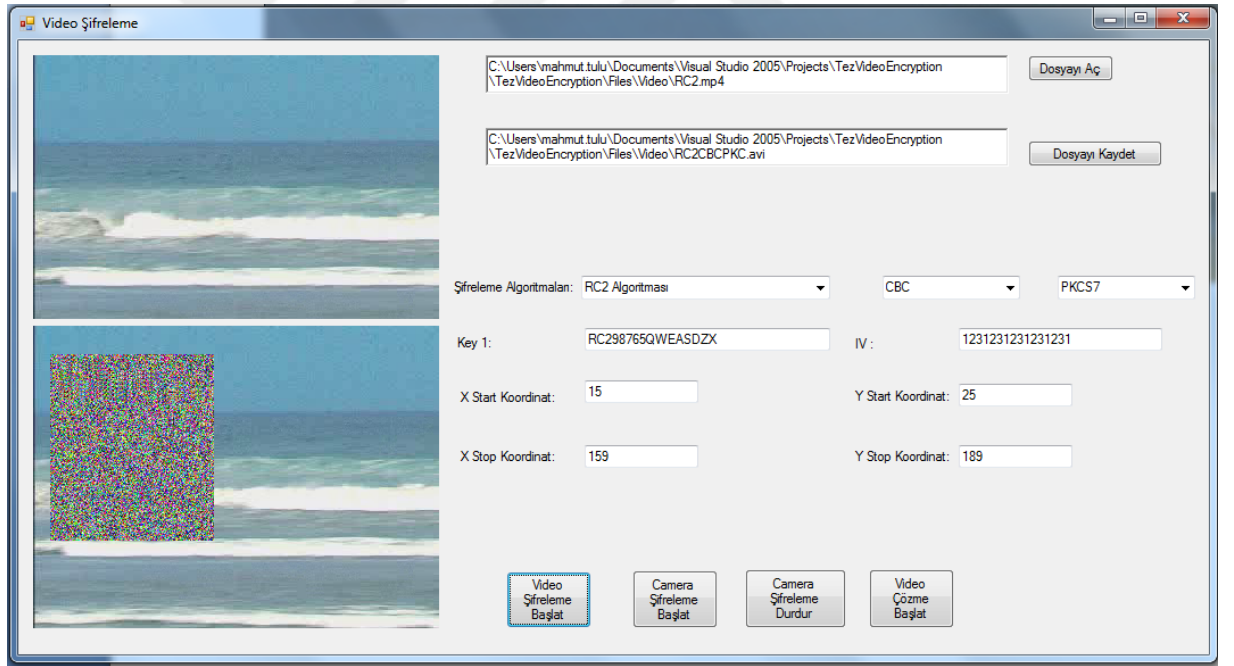 Video Şifreleme
C:\Users\mahmut.tulu\Documents\Visual Studio 2005\Projects\TezVideoEncryption
\TezVideoEncryption\Files\Video\RC2.mp4
Dosyayı Aç
C:\Users\mahmut.tulu\Documents\Visual Studio 2005\Projects\TezVideoEncryption
\TezVideoEncryption\Files\Video\RC2CBCPKC.avi
Dosyayı Kaydet
Şifreleme Algoritmaları: RC2 Algoritması CBC PKCS7
Key 1: RC298765QWEASDZX IV : 1231231231231231
X Start Koordinat: 15 Y Start Koordinat: 25
X Stop Koordinat: 159 Y Stop Koordinat: 189
Video
Şifreleme
Başlat
Camera
Şifreleme
Başlat
Camera
Şifreleme
Durdur
Video
Çözme
Başlat